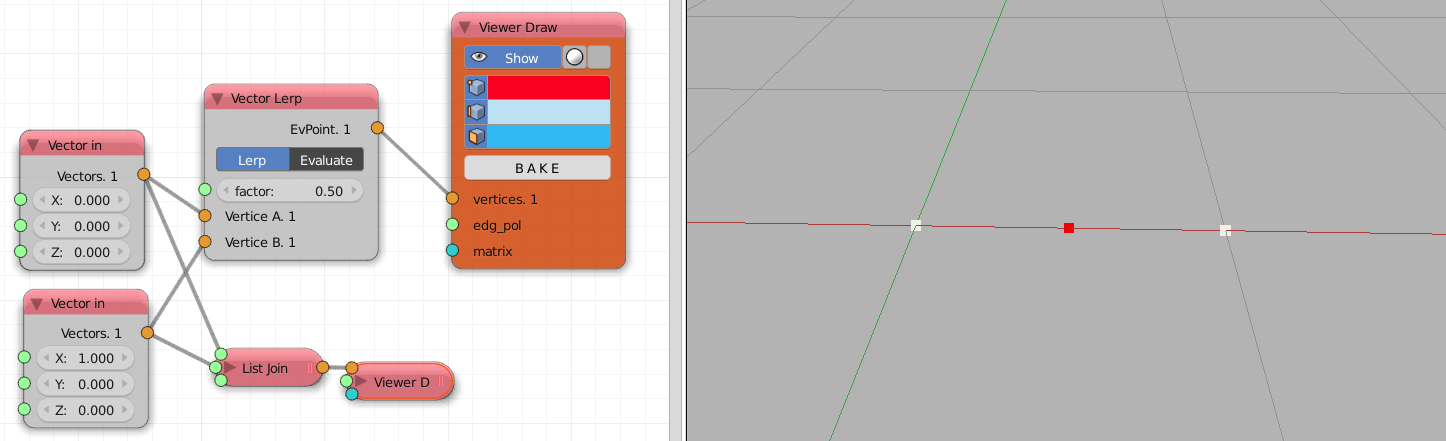 Viewer Draw
Show
BAKE
vertices. 1
edg_pol
matrix
Vector Lerp
EvPoint. 1
Lerp Evaluate
factor: 0.50
Vertice A. 1
Vertice B. 1
Vector in
Vectors. 1
X: 0.000
Y: 0.000
Z: 0.000
Vector in
Vectors. 1
X: 1.000
Y: 0.000
Z: 0.000
List Join
Viewer D